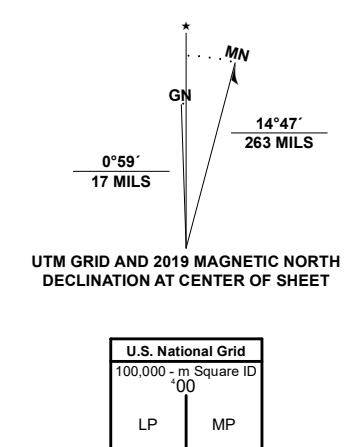 ★
MN
GN
14°47´
263 MILS
0°59´
17 MILS
UTM GRID AND 2019 MAGNETIC NORTH
DECLINATION AT CENTER OF SHEET
U.S. National Grid
100,000 - m Square ID
⁴00
LP MP